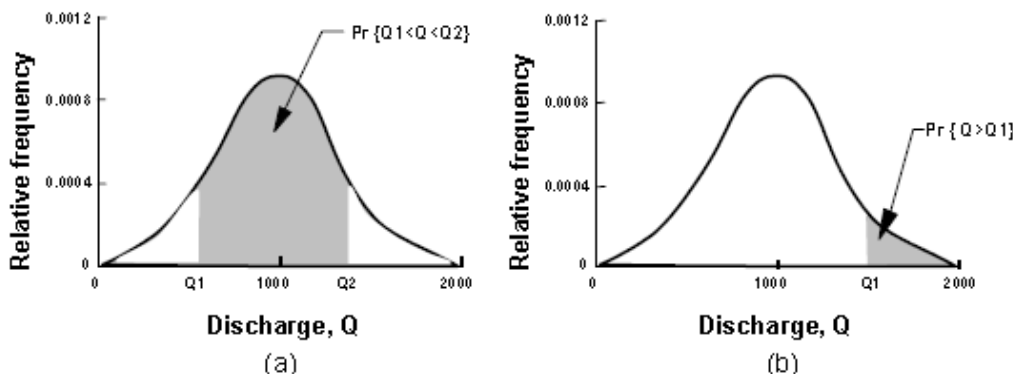 0.0012
Pr {Q1<Q<Q2}
0.0008
0.0004
0
Relative frequency
0 Q1 1000 Q2 2000
Discharge, Q
(a)
0.0012
0.0008
Pr { Q>Q1}
0.0004
0
Relative frequency
0 1000 Q1 2000
Discharge, Q
(b)